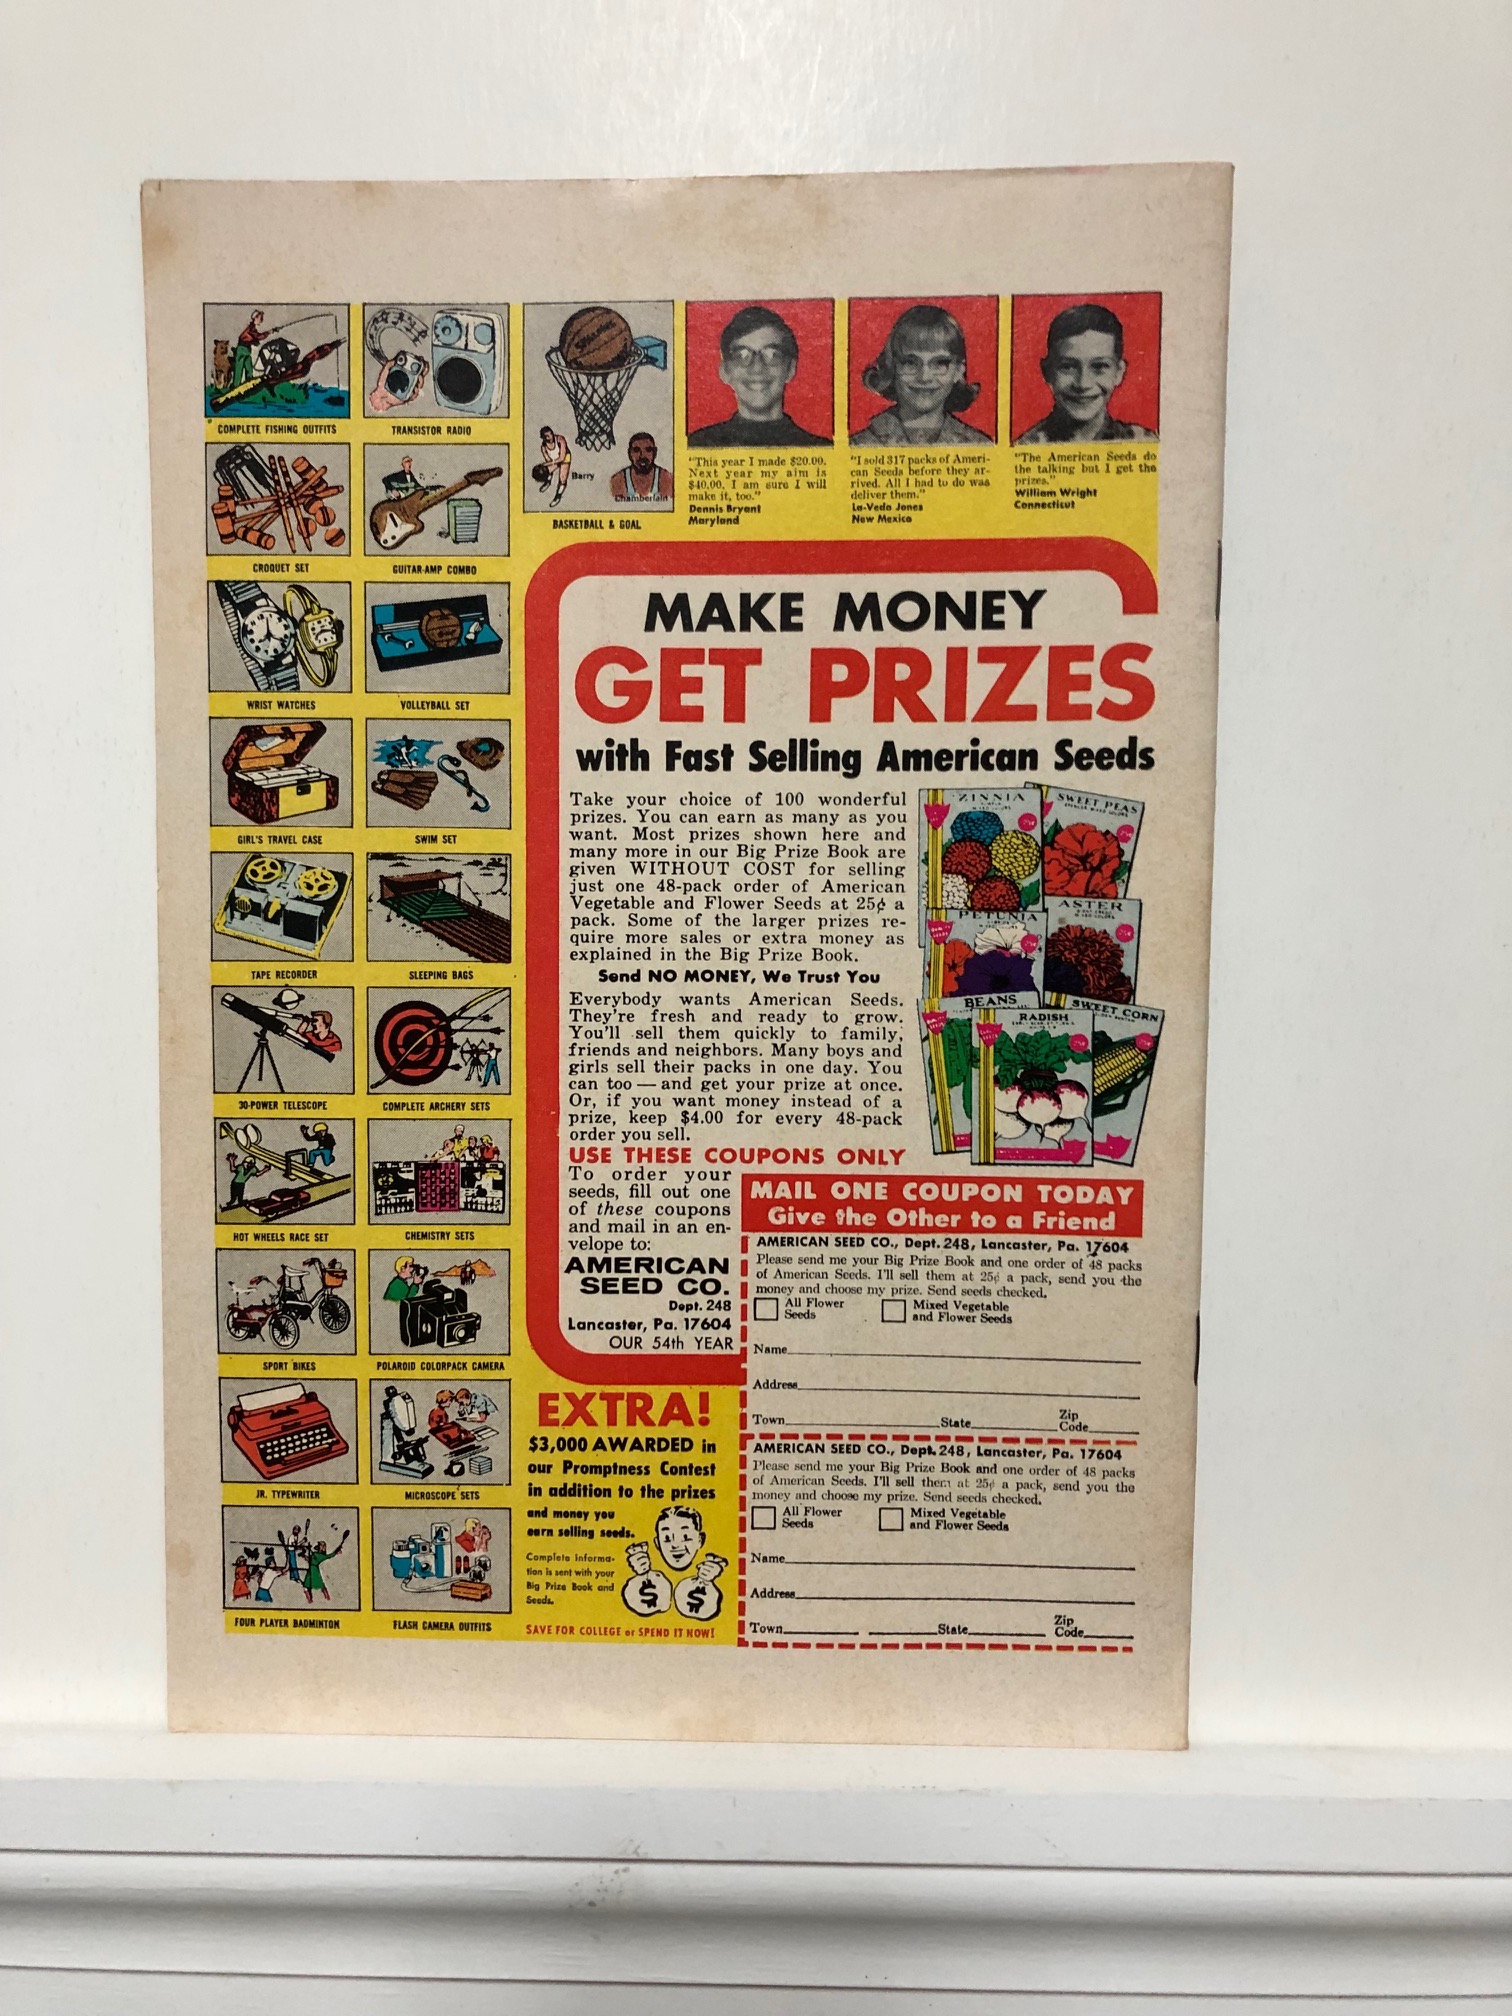 COMPLETE FISHING OUTFITS
TRANSISTOR RADIO
CROQUET SET
GUITAR-AMP COMBO
WRIST WATCHES
VOLLEYBALL SET
GIRL'S TRAVEL CASE
SWIM SET
TAPE RECORDER
SLEEPING BAGS
30-POWER TELESCOPE
COMPLETE ARCHERY SETS
HOT WHEELS RACE SET
CHEMISTRY SETS
SPORT BIKES
POLAROID COLORPACK CAMERA
JR. TYPEWRITER
MICROSCOPE SETS
FOUR PLAYER BADMINTON
FLASH CAMERA OUTFITS
Barry
Chamberlain
BASKETBALL & GOAL
"This year I made $20.00.
Next year my aim is
$40.00. I am sure I will
make it, too."
Dennis Bryant
Maryland
"I sold 317 packs of Ameri-
can Seeds before they ar-
rived. All I had to do was
deliver them."
La-Veda Jones
New Mexico
"The American Seeds do
the talking but I get the
prizes."
William Wright
Connecticut
MAKE MONEY
GET PRIZES
with Fast Selling American Seeds
Take your choice of 100 wonderful
prizes. You can earn as many as you
want. Most prizes shown here and
many more in our Big Prize Book are
given WITHOUT COST for selling
just one 48-pack order of American
Vegetable and Flower Seeds at 25¢ a
pack. Some of the larger prizes re-
quire more sales or extra money as
explained in the Big Prize Book.
Send NO MONEY, We Trust You
Everybody wants American Seeds.
They're fresh and ready to grow.
You'll sell them quickly to family,
friends and neighbors. Many boys and
girls sell their packs in one day. You
can too — and get your prize at once.
Or, if you want money instead of a
prize, keep $4.00 for every 48-pack
order you sell.
USE THESE COUPONS ONLY
To order your
seeds, fill out one
of these coupons
and mail in an en-
velope to:
AMERICAN
SEED CO.
Dept. 248
Lancaster, Pa. 17604
OUR 54th YEAR
ZINNIA
SWEET PEAS
PETUNIA
ASTER
BEANS
SWEET CORN
RADISH
MAIL ONE COUPON TODAY
Give the Other to a Friend
AMERICAN SEED CO., Dept. 248, Lancaster, Pa. 17604
Please send me your Big Prize Book and one order of 48 packs
of American Seeds. I'll sell them at 25¢ a pack, send you the
money and choose my prize. Send seeds checked.
All Flower Seeds
Mixed Vegetable and Flower Seeds
Name
Address
Town State Zip Code
AMERICAN SEED CO., Dept. 248, Lancaster, Pa. 17604
Please send me your Big Prize Book and one order of 48 packs
of American Seeds. I'll sell them at 25¢ a pack, send you the
money and choose my prize. Send seeds checked.
All Flower Seeds
Mixed Vegetable and Flower Seeds
Name
Address
Town State Zip Code
EXTRA!
$3,000 AWARDED in
our Promptness Contest
in addition to the prizes
and money you
earn selling seeds.
Complete informa-
tion is sent with your
Big Prize Book and
Seeds.
$ $
SAVE FOR COLLEGE or SPEND IT NOW!